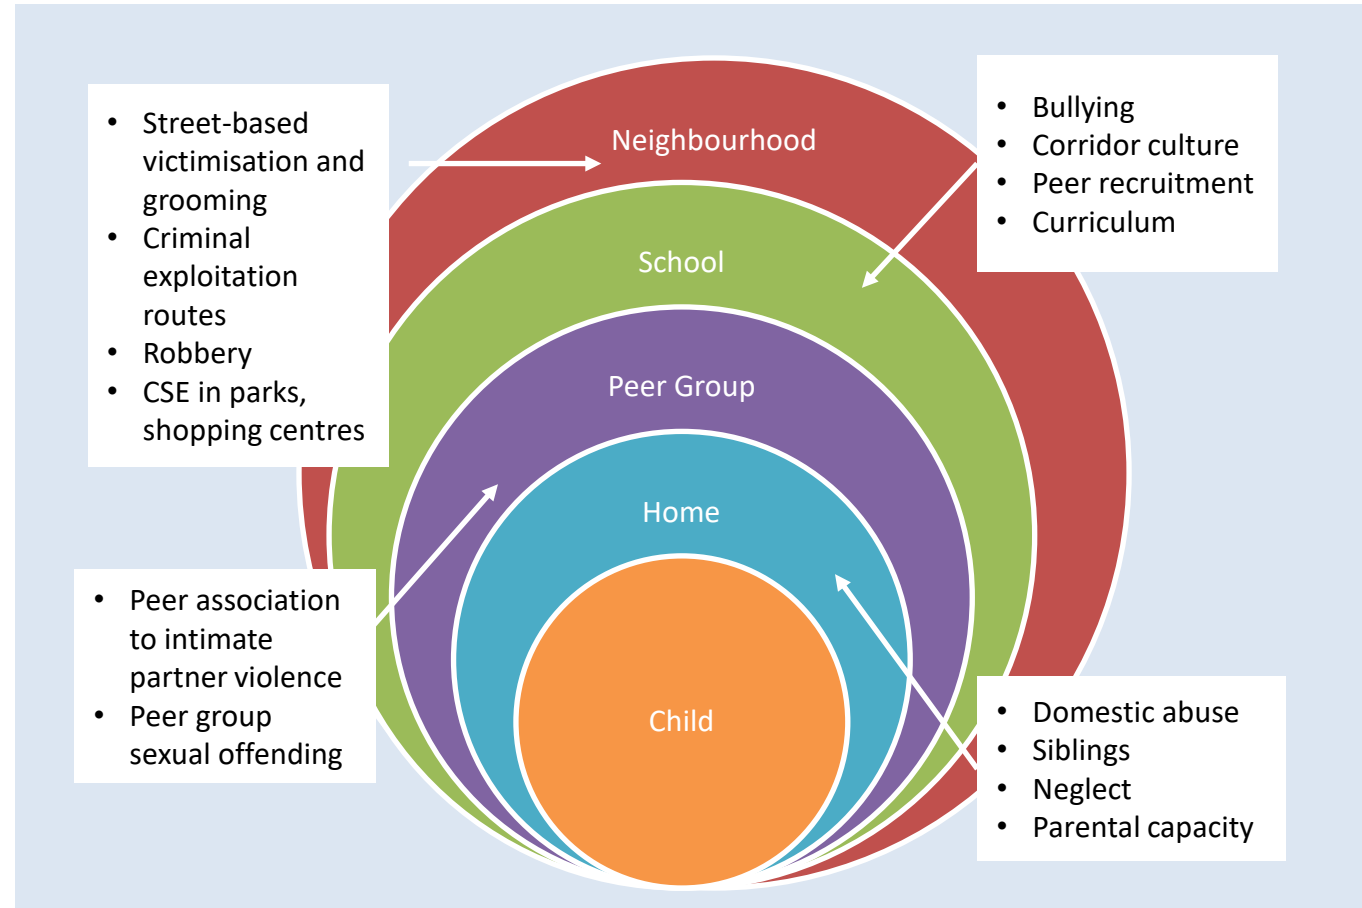 • Street-based
victimisation and
grooming
• Criminal
exploitation
routes
• Robbery
• CSE in parks,
shopping centres
Neighbourhood
School
Peer Group
Home
Child
• Bullying
• Corridor culture
• Peer recruitment
• Curriculum
• Peer association
to intimate
partner violence
• Peer group
sexual offending
• Domestic abuse
• Siblings
• Neglect
• Parental capacity